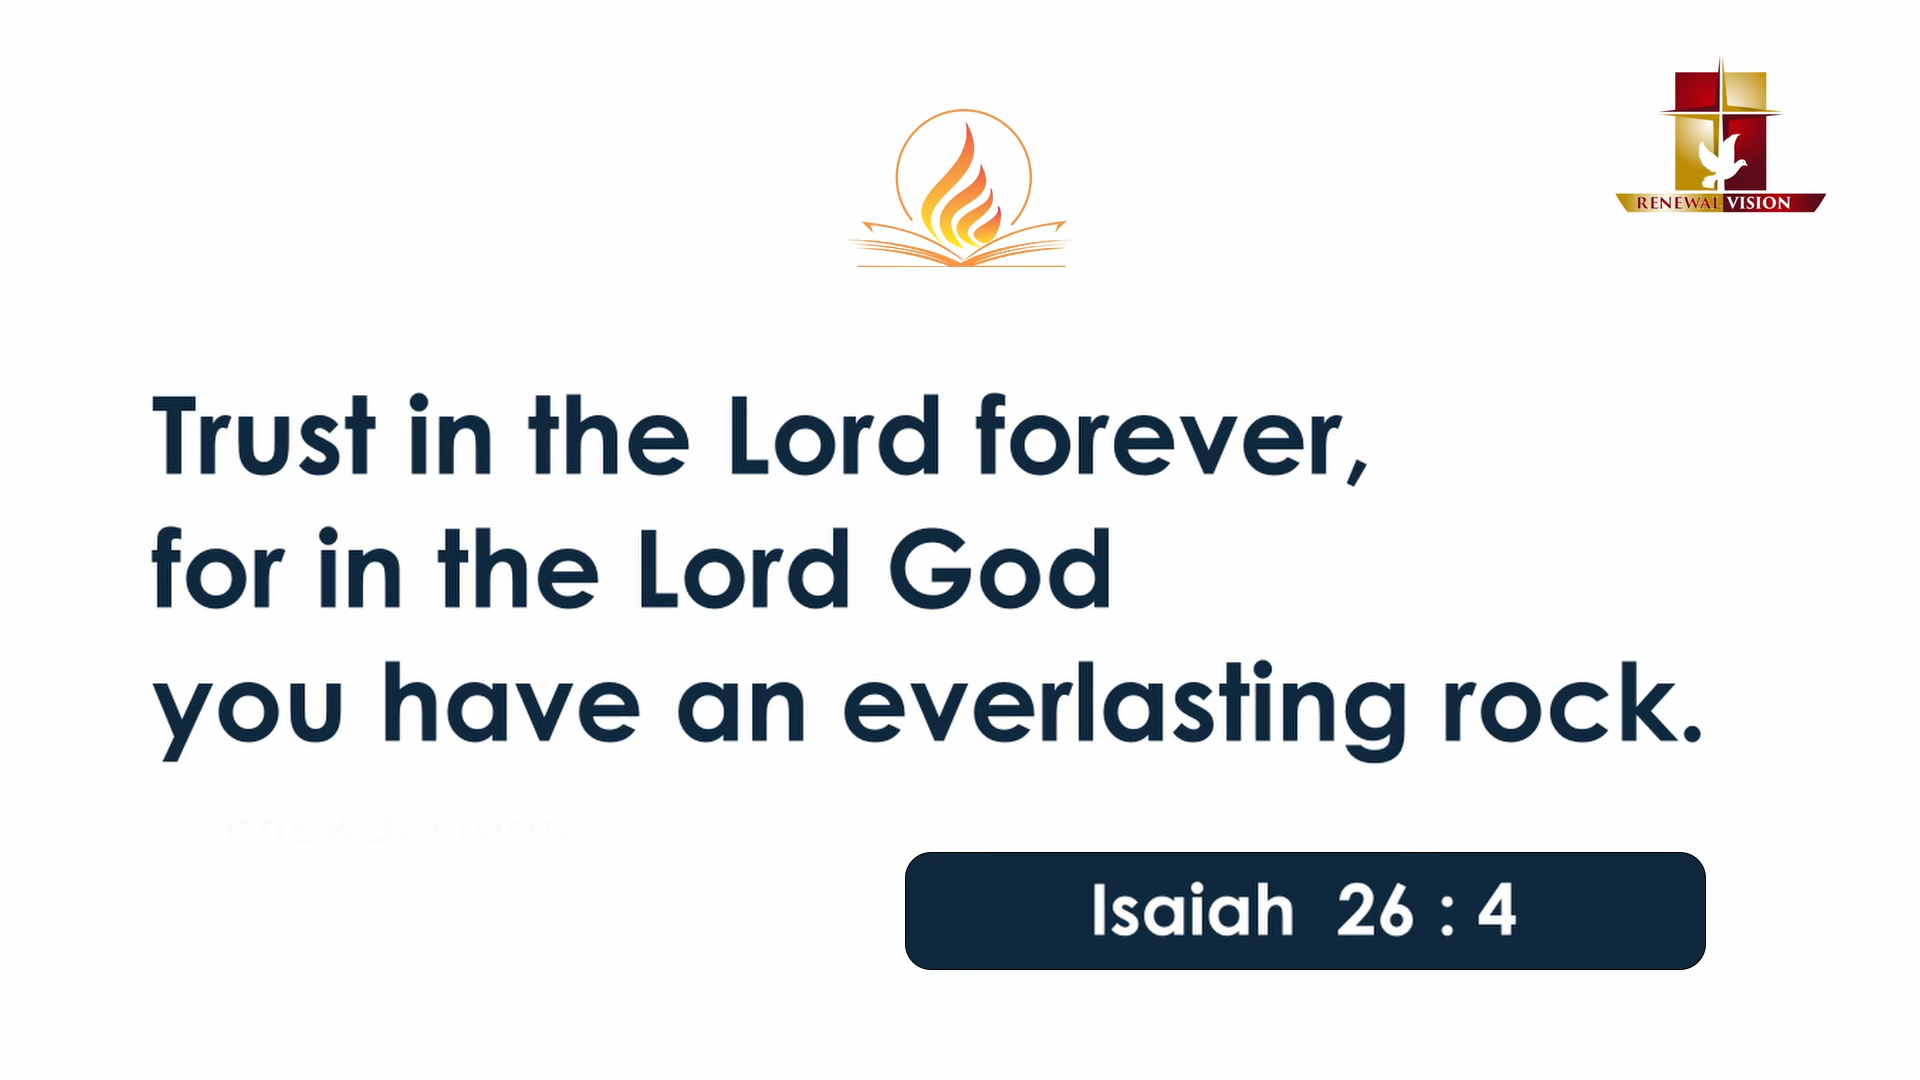 RENEWAL VISION
Trust in the Lord forever,
for in the Lord God
you have an everlasting rock.
renewal vision
Isaiah 26 : 4